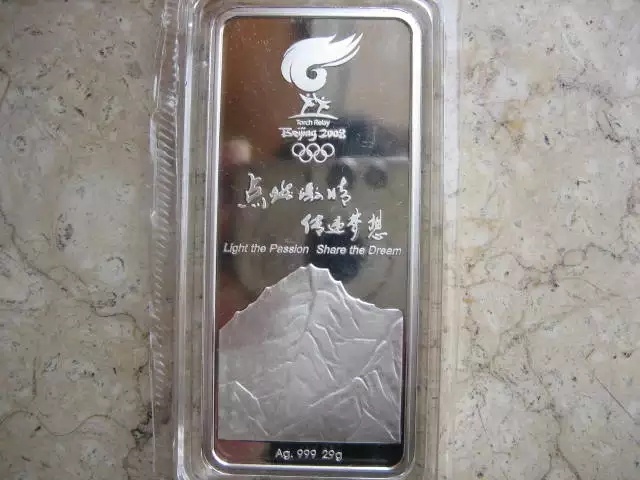 Torch Relay
Beijing 2008
点燃激情
传递梦想
Light the Passion Share the Dream
Ag. 999 29g